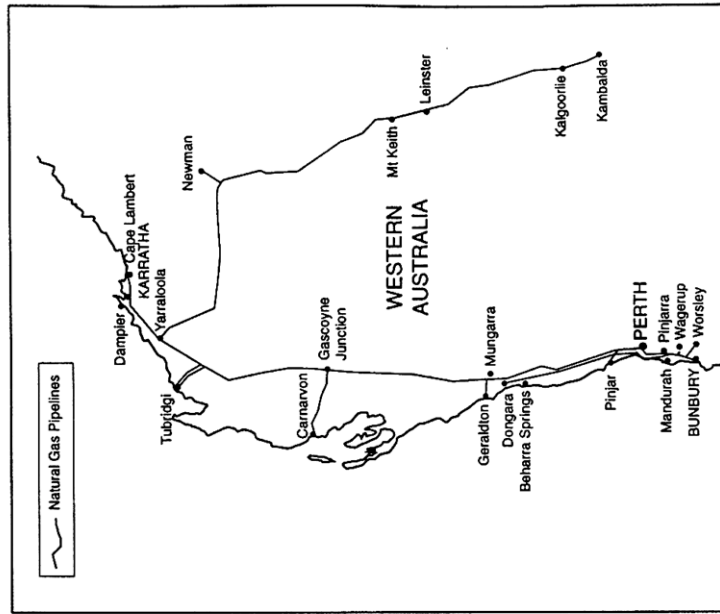 Natural Gas Pipelines
Dampier
Cape Lambert
KARRATHA
Yarraloola
Tubridgi
Newman
Carnarvon
Gascoyne
Junction
Mt Keith
Leinster
WESTERN
AUSTRALIA
Geraldton
Mungarra
Dongara
Beharra Springs
Kalgoorlie
Kambalda
Pinjar
PERTH
Pinjarra
Mandurah
Wagerup
BUNBURY
Worsley